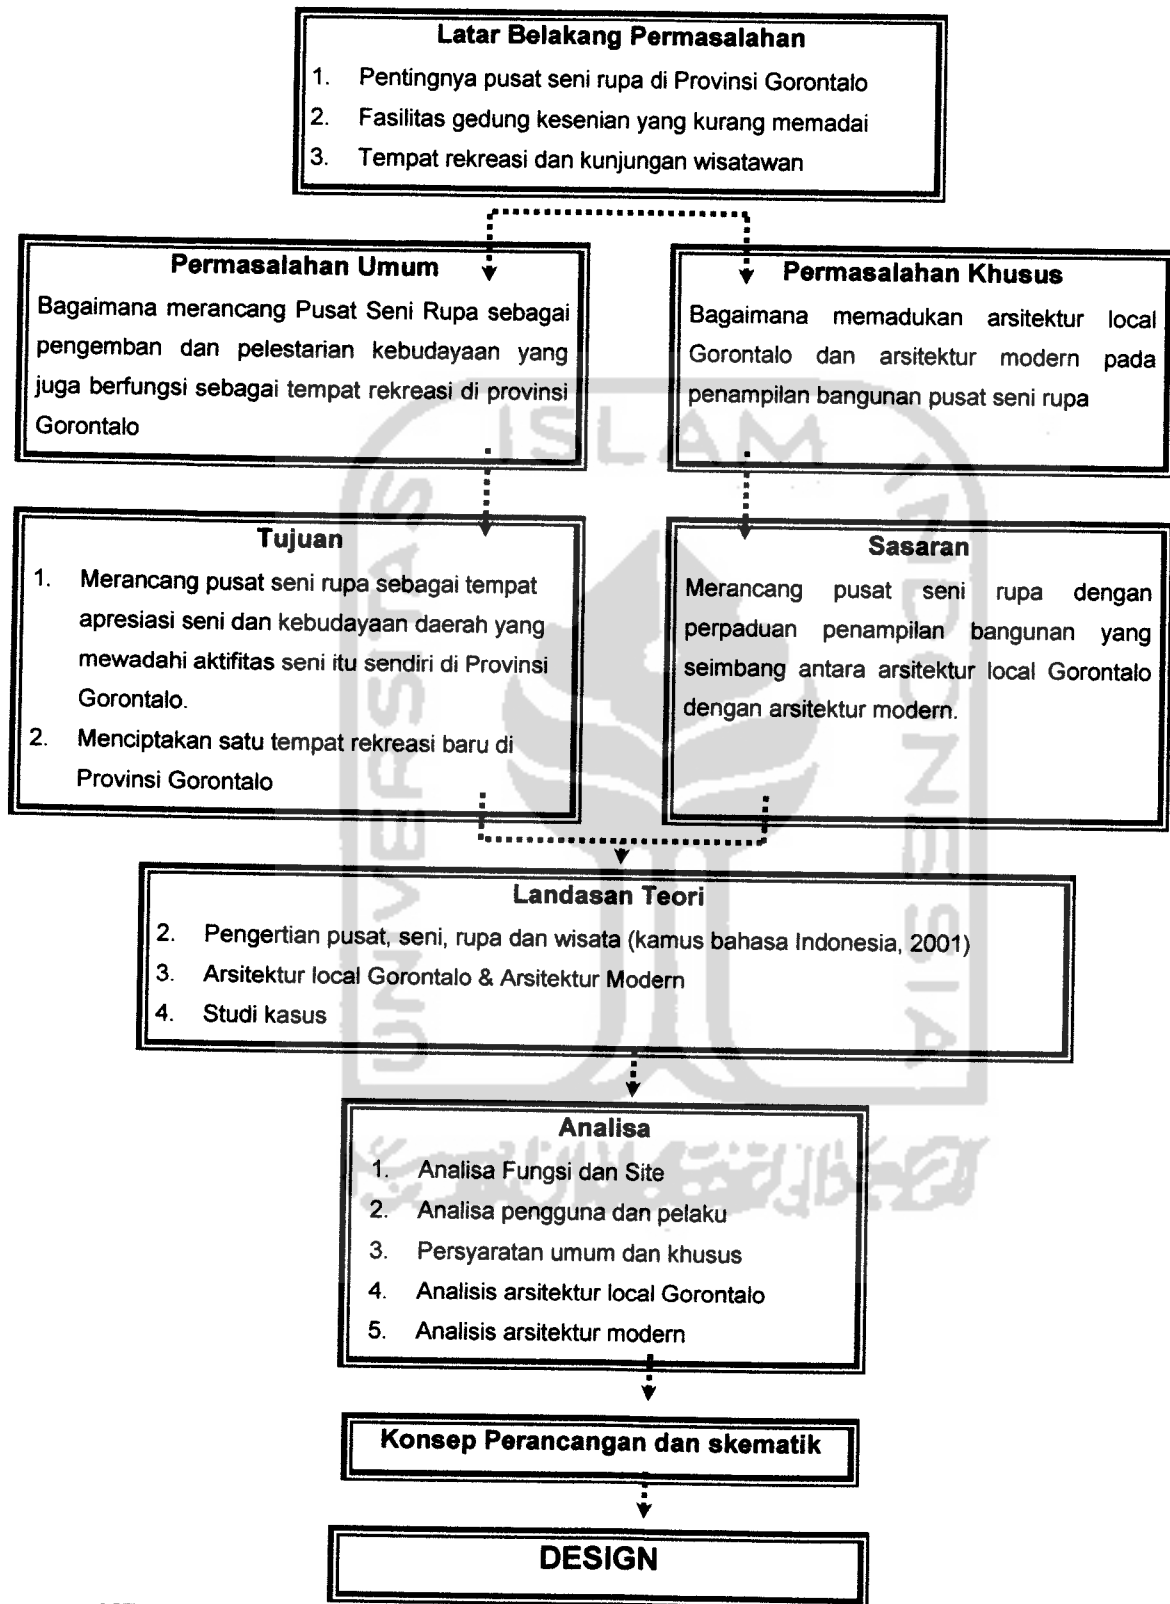 Latar Belakang Permasalahan
1. Pentingnya pusat seni rupa di Provinsi Gorontalo
2. Fasilitas gedung kesenian yang kurang memadai
3. Tempat rekreasi dan kunjungan wisatawan
Permasalahan Umum
Bagaimana merancang Pusat Seni Rupa sebagai
pengemban dan pelestarian kebudayaan yang
juga berfungsi sebagai tempat rekreasi di provinsi
Gorontalo
Permasalahan Khusus
Bagaimana memadukan arsitektur local
Gorontalo dan arsitektur modern pada
penampilan bangunan pusat seni rupa
Tujuan
1. Merancang pusat seni rupa sebagai tempat
apresiasi seni dan kebudayaan daerah yang
mewadahi aktifitas seni itu sendiri di Provinsi
Gorontalo.
2. Menciptakan satu tempat rekreasi baru di
Provinsi Gorontalo
Sasaran
Merancang pusat seni rupa dengan
perpaduan penampilan bangunan yang
seimbang antara arsitektur local Gorontalo
dengan arsitektur modern.
Landasan Teori
2. Pengertian pusat, seni, rupa dan wisata (kamus bahasa Indonesia, 2001)
3. Arsitektur local Gorontalo & Arsitektur Modern
4. Studi kasus
Analisa
1. Analisa Fungsi dan Site
2. Analisa pengguna dan pelaku
3. Persyaratan umum dan khusus
4. Analisis arsitektur local Gorontalo
5. Analisis arsitektur modern
Konsep Perancangan dan skematik
DESIGN
UNIVERSITAS
ISLAM
INDONESIA